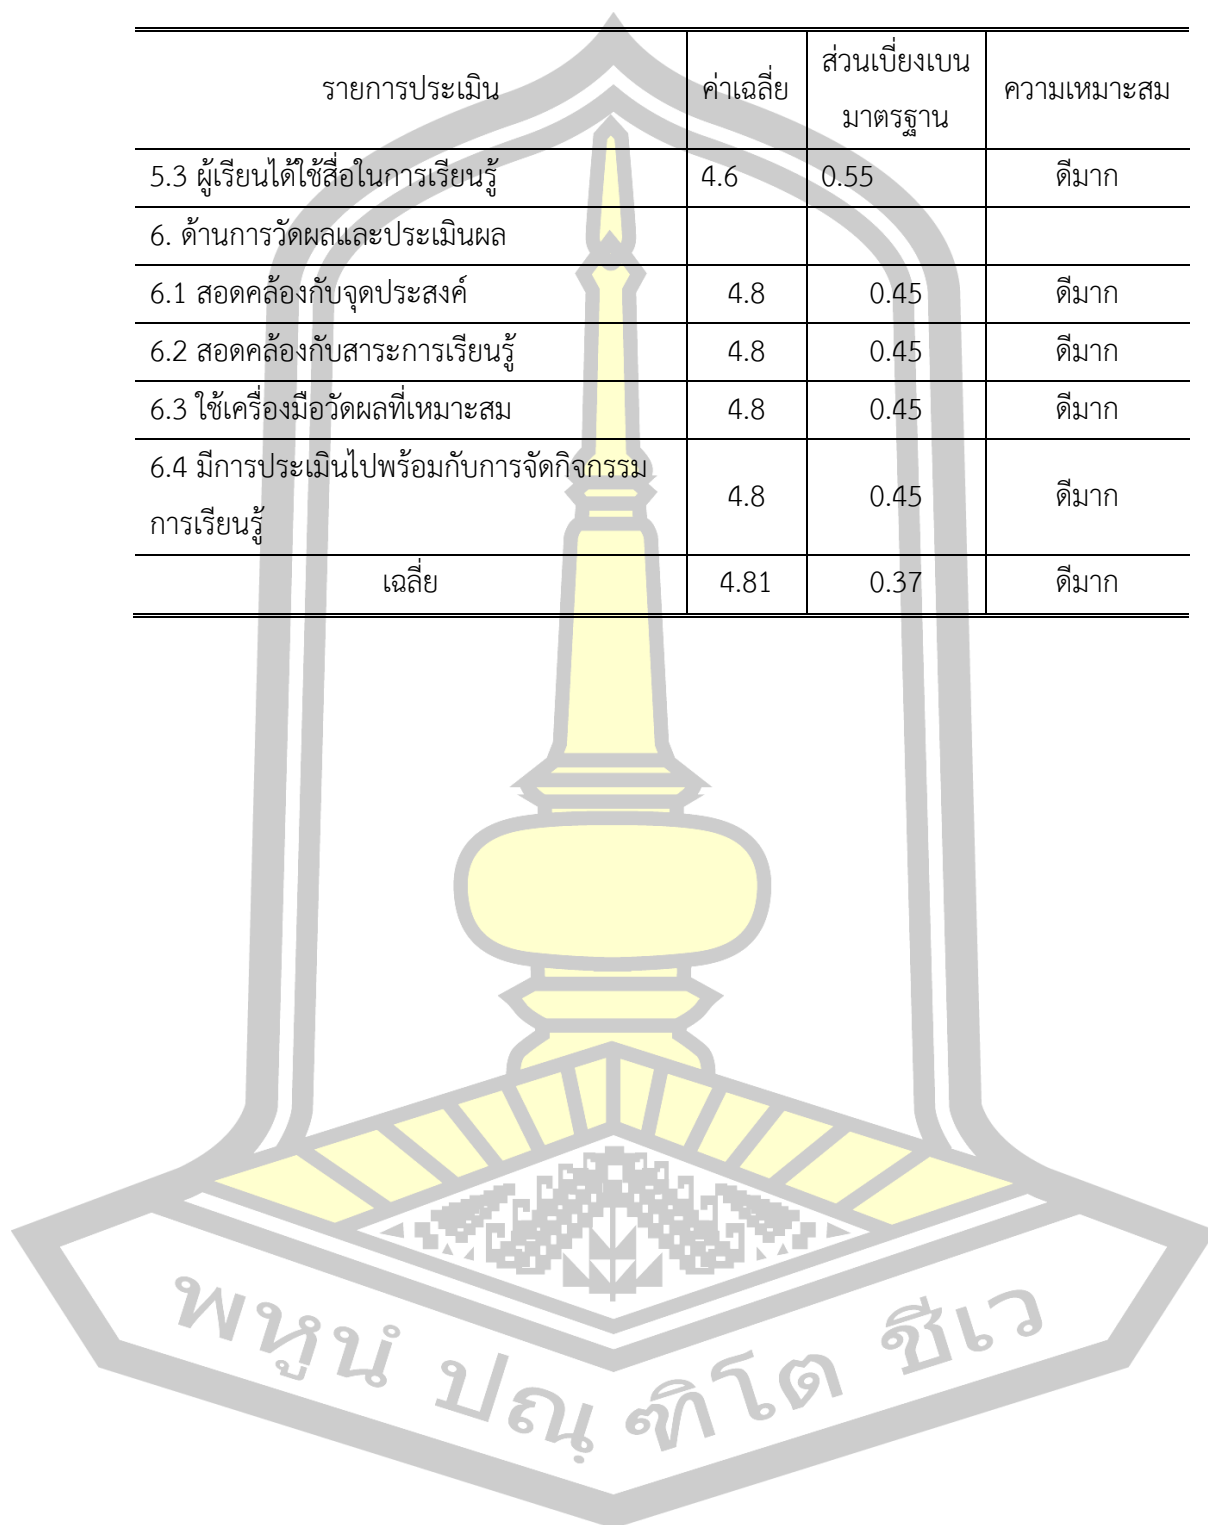 รายการประเมิน ค่าเฉลี่ย ส่วนเบี่ยงเบน ความเหมาะสม
มาตรฐาน
5.3 ผู้เรียนได้ใช้สื่อในการเรียนรู้ 4.6 0.55 ดีมาก
6. ด้านการวัดผลและประเมินผล
6.1 สอดคล้องกับจุดประสงค์ 4.8 0.45 ดีมาก
6.2 สอดคล้องกับสาระการเรียนรู้ 4.8 0.45 ดีมาก
6.3 ใช้เครื่องมือวัดผลที่เหมาะสม 4.8 0.45 ดีมาก
6.4 มีการประเมินไปพร้อมกับการจัดกิจกรรม 4.8 0.45 ดีมาก
การเรียนรู้
เฉลี่ย 4.81 0.37 ดีมาก
พหูนํ ปณฺ ฑิโต ชีเว